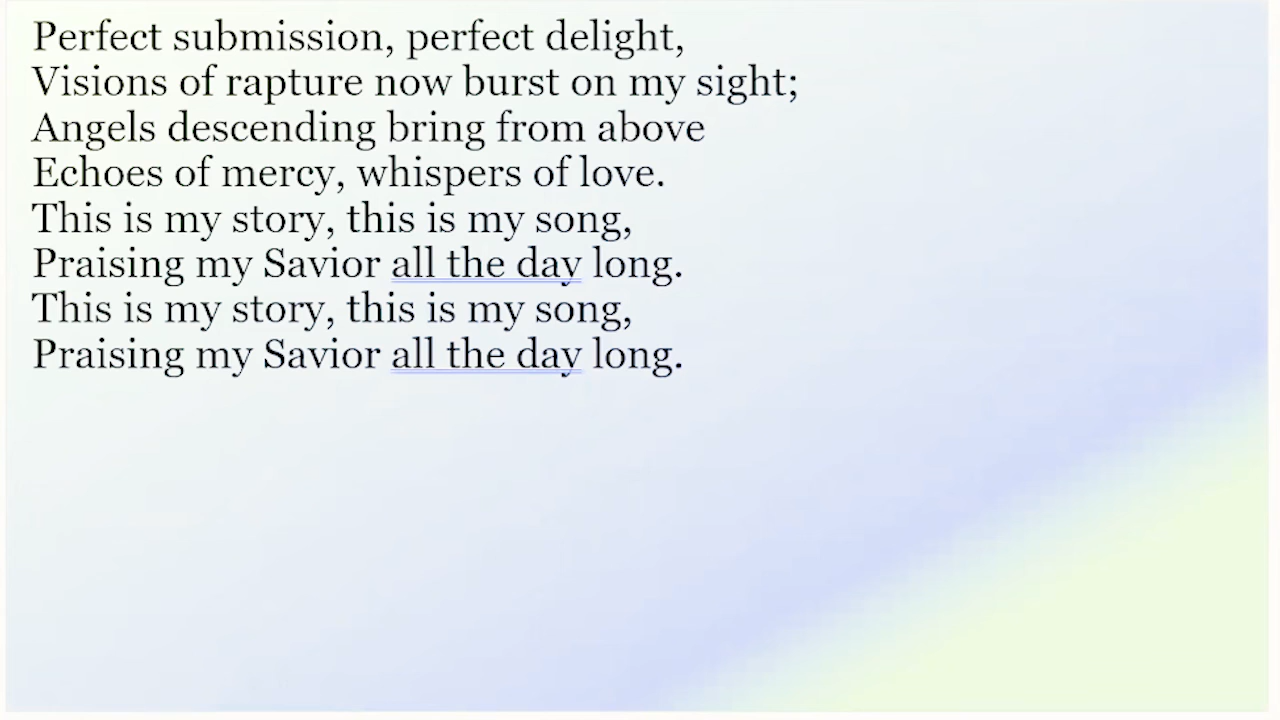 Perfect submission, perfect delight,
Visions of rapture now burst on my sight;
Angels descending bring from above
Echoes of mercy, whispers of love.
This is my story, this is my song,
Praising my Savior all the day long.
This is my story, this is my song,
Praising my Savior all the day long.